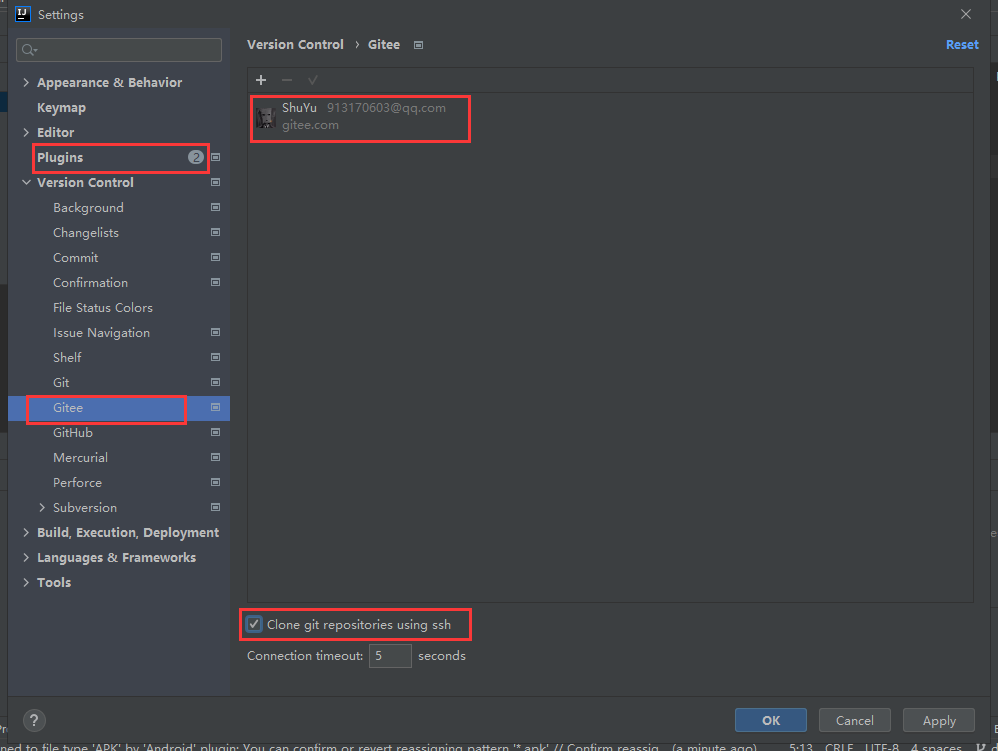 Settings
Version Control › Gitee
Reset
Appearance & Behavior
Keymap
Editor
Plugins 2
Version Control
Background
Changelists
Commit
Confirmation
File Status Colors
Issue Navigation
Shelf
Git
Gitee
GitHub
Mercurial
Perforce
Subversion
Build, Execution, Deployment
Languages & Frameworks
Tools
ShuYu 913170603@qq.com
gitee.com
Clone git repositories using ssh
Connection timeout: 5 seconds
?
OK
Cancel
Apply
ned to file type 'APK' by 'Android' plugin: You can confirm or revert reassigning pattern '*.apk' // Confirm reassig... (a minute ago) 5:13 CRLF UTF-8 4 spaces